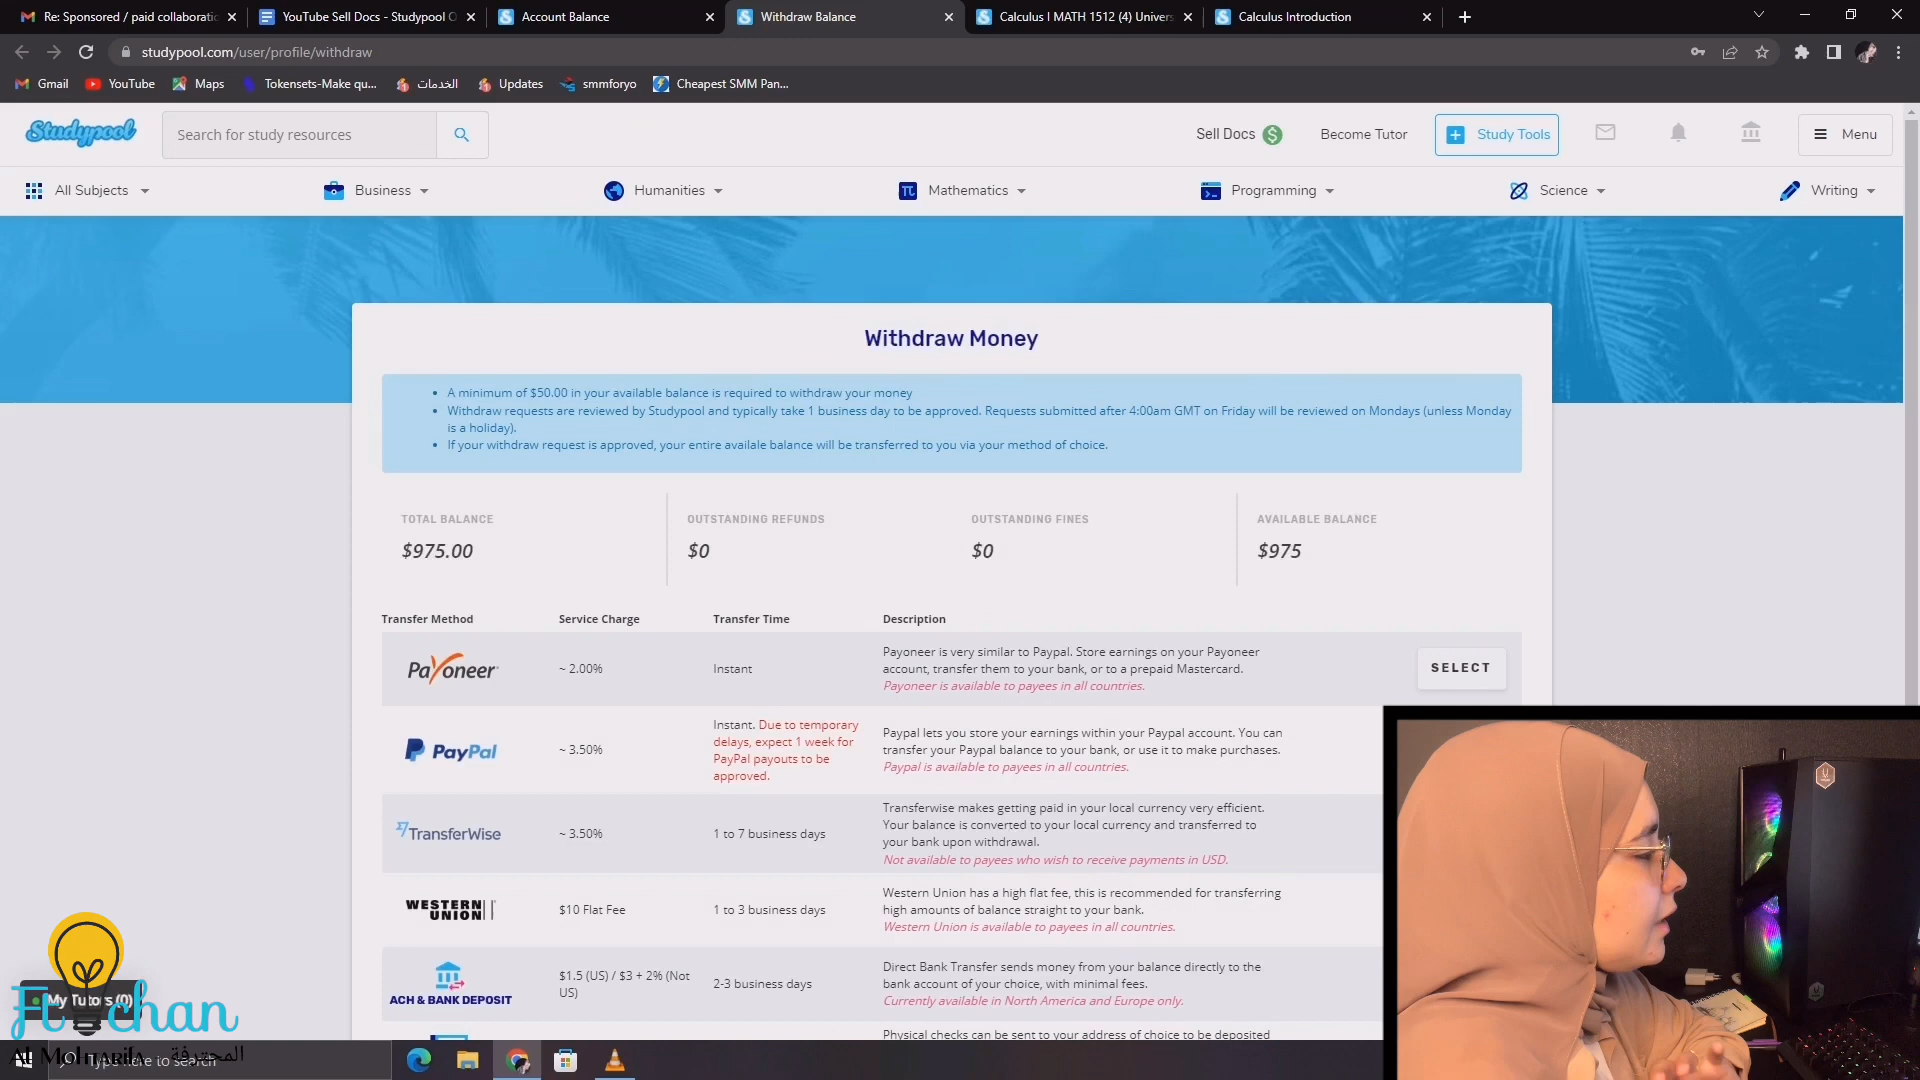 Re: Sponsored / paid collaboratio
YouTube Sell Docs - Studypool O
Account Balance
Withdraw Balance
Calculus I MATH 1512 (4) Univers
Calculus Introduction
studypool.com/user/profile/withdraw
Gmail
YouTube
Maps
Tokensets-Make qu...
الخدمات
Updates
smmforyo
Cheapest SMM Pan...
Studypool
Search for study resources
Sell Docs
Become Tutor
Study Tools
Menu
All Subjects
Business
Humanities
Mathematics
Programming
Science
Writing
Withdraw Money
• A minimum of $50.00 in your available balance is required to withdraw your money
• Withdraw requests are reviewed by Studypool and typically take 1 business day to be approved. Requests submitted after 4:00am GMT on Friday will be reviewed on Mondays (unless Monday
is a holiday).
• If your withdraw request is approved, your entire availale balance will be transferred to you via your method of choice.
TOTAL BALANCE
OUTSTANDING REFUNDS
OUTSTANDING FINES
AVAILABLE BALANCE
$975.00
$0
$0
$975
Transfer Method
Service Charge
Transfer Time
Description
Payoneer
~ 2.00%
Instant
Payoneer is very similar to Paypal. Store earnings on your Payoneer
account, transfer them to your bank, or to a prepaid Mastercard.
Payoneer is available to payees in all countries.
SELECT
PayPal
~ 3.50%
Instant. Due to temporary
delays, expect 1 week for
PayPal payouts to be
approved.
Paypal lets you store your earnings within your Paypal account. You can
transfer your Paypal balance to your bank, or use it to make purchases.
Paypal is available to payees in all countries.
TransferWise
~ 3.50%
1 to 7 business days
Transferwise makes getting paid in your local currency very efficient.
Your balance is converted to your local currency and transferred to
your bank upon withdrawal.
Not available to payees who wish to receive payments in USD.
WESTERN
UNION
$10 Flat Fee
1 to 3 business days
Western Union has a high flat fee, this is recommended for transferring
high amounts of balance straight to your bank.
Western Union is available to payees in all countries.
ACH & BANK DEPOSIT
$1.5 (US) / $3 + 2% (Not
US)
2-3 business days
Direct Bank Transfer sends money from your balance directly to the
bank account of your choice, with minimal fees.
Currently available in North America and Europe only.
Physical checks can be sent to your address of choice to be deposited
My Tutors (0)
Ft chan
Al Mohtarifa المحترفة
Type here to search